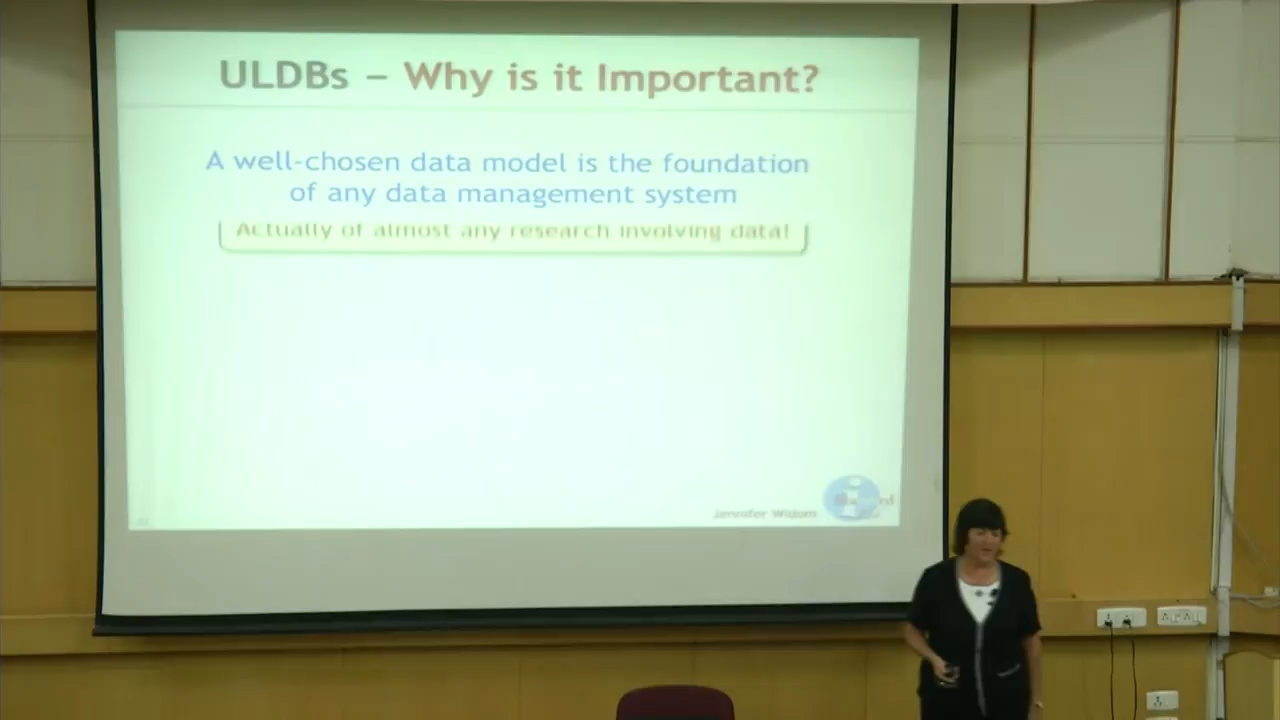 ULDBs – Why is it Important?
A well-chosen data model is the foundation
of any data management system
Actually of almost any research involving data!
Jennifer Widom